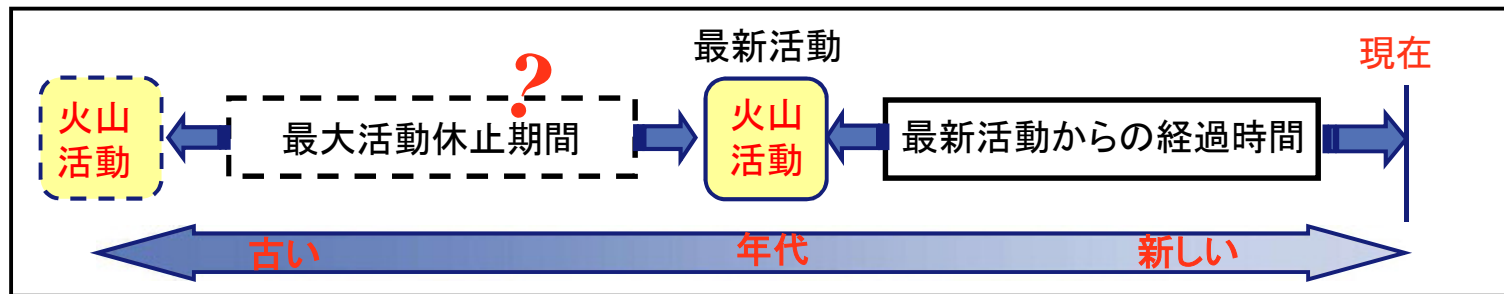 最新活動
現在
火山
活動
最大活動休止期間
?
火山
活動
最新活動からの経過時間
古い
年代
新しい